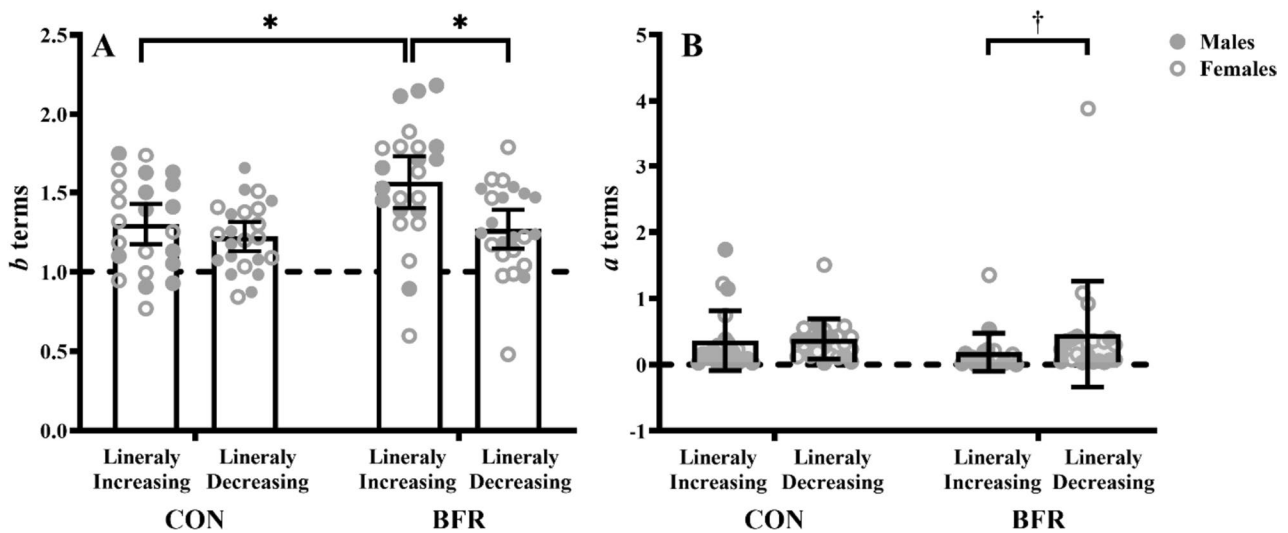 A
b terms
2.5
2.0
1.5
1.0
0.5
0.0
*
*
Lineraly
Increasing
Lineraly
Decreasing
Lineraly
Increasing
Lineraly
Decreasing
CON
BFR
B
a terms
5
4
3
2
1
0
-1
†
Lineraly
Increasing
Lineraly
Decreasing
Lineraly
Increasing
Lineraly
Decreasing
CON
BFR
Males
Females